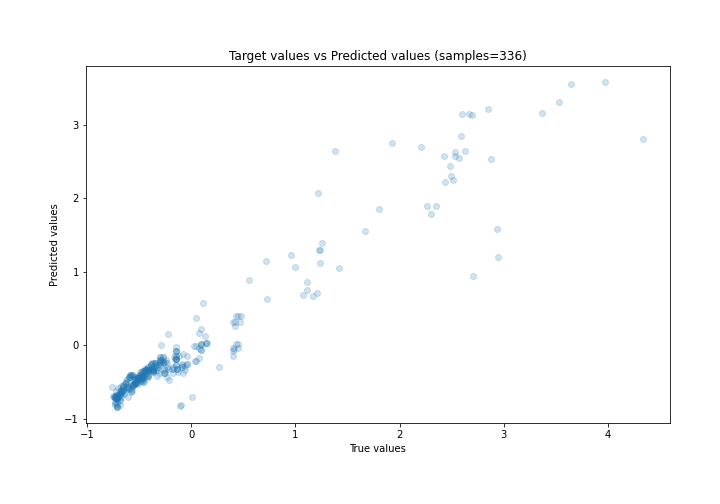 Target values vs Predicted values (samples=336)
Predicted values
3
2
1
0
−1
−1 0 1 2 3 4
True values